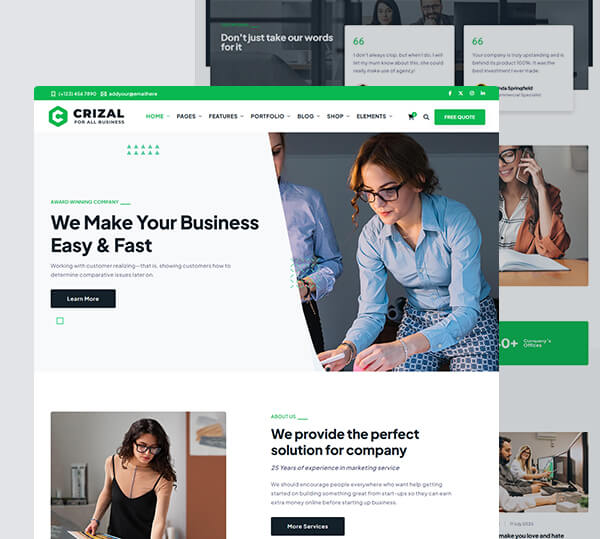 Don't just take our words
for it
66
I don't always clop, but when I do, I will
let my mum know about this, she could
really make use of agency!
66
Your company is truly upstanding and is
behind its product 100%. It was the
best investment I ever made.
nda Springfield
ommercial Specialist
(+123) 456 7890
addyour@emailhere
CRIZAL
FOR ALL BUSINESS
HOME
PAGES
FEATURES
PORTFOLIO
BLOG
SHOP
ELEMENTS
FREE QUOTE
AWARD WINNING COMPANY
We Make Your Business
Easy & Fast
Working with customer realizing—that is, showing customers how to
determine comparative issues later on.
Learn More
0+
Company's
Offices
ABOUT US
We provide the perfect
solution for company
25 Years of experience in marketing service
We should encourage people everywhere who want help getting
started on building something great from start-ups so they can earn
extra money online before starting up business.
More Services
11 July 2025
make you love and hate